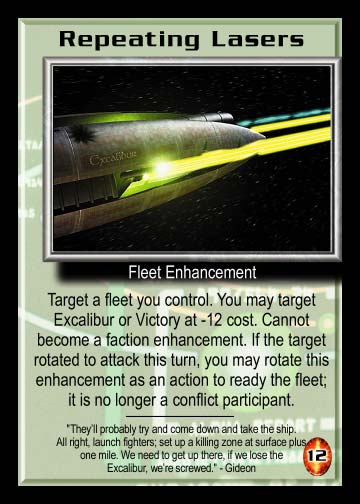 Repeating Lasers
Excalibur
Fleet Enhancement
Target a fleet you control. You may target
Excalibur or Victory at -12 cost. Cannot
become a faction enhancement. If the target
rotated to attack this turn, you may rotate this
enhancement as an action to ready the fleet;
it is no longer a conflict participant.
"They'll probably try and come down and take the ship.
All right, launch fighters; set up a killing zone at surface plus
one mile. We need to get up there, if we lose the
Excalibur, we're screwed." - Gideon
12